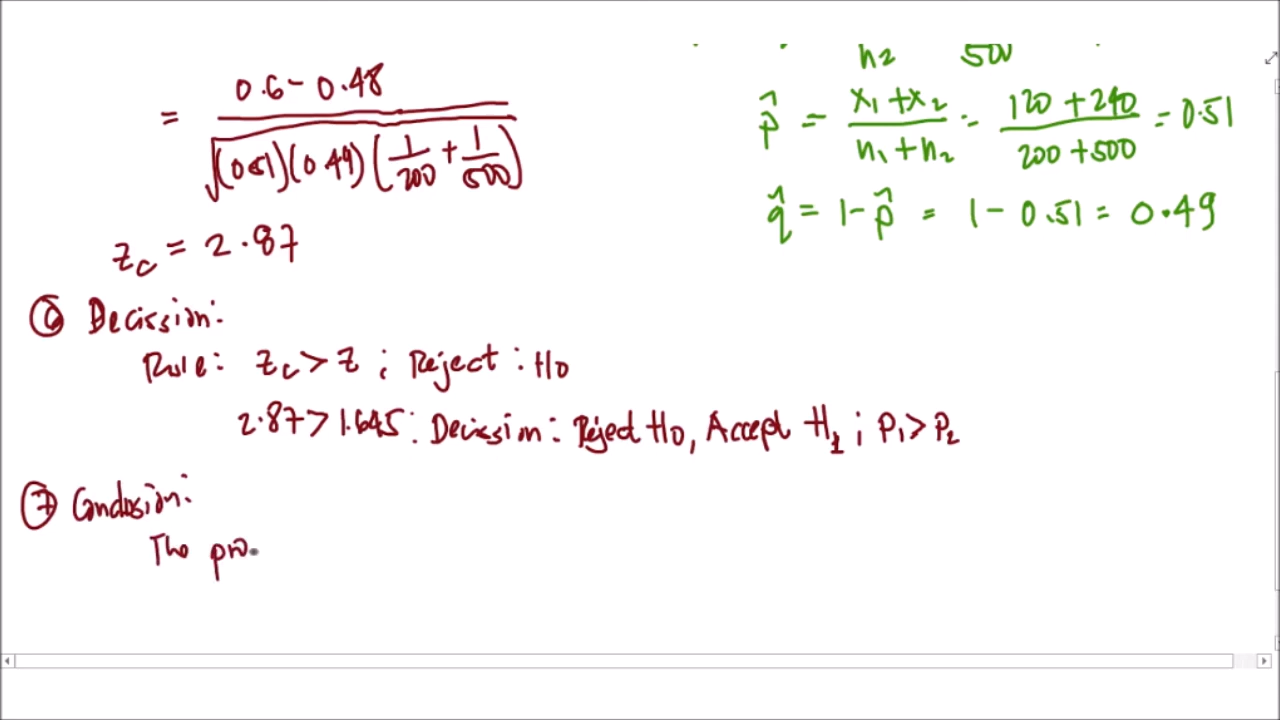 = 0.6 - 0.48 / √(0.51)(0.49)(1/200 + 1/500)
z_c = 2.87
⑥ Decission:
Rule: z_c > z ; Reject : H0
2.87 > 1.645 : Decission : Reject H0, Accept H1 ; P1 > P2
⑦ Conclusion:
The pro
n2 500
p̂ = x1 + x2 / n1 + n2 = 120 + 240 / 200 + 500 = 0.51
q̂ = 1 - p̂ = 1 - 0.51 = 0.49